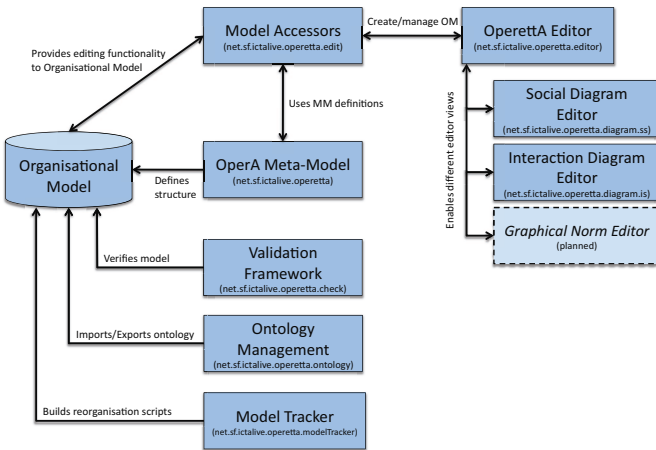 Model Accessors
(net.sf.ictalive.operetta.edit)
Create/manage OM
OperettA Editor
(net.sf.ictalive.operetta.editor)
Provides editing functionality
to Organisational Model
Uses MM definitions
Enables different editor views
Social Diagram
Editor
(net.sf.ictalive.operetta.diagram.ss)
Organisational
Model
Defines
structure
OperA Meta-Model
(net.sf.ictalive.operetta)
Interaction Diagram
Editor
(net.sf.ictalive.operetta.diagram.is)
Graphical Norm Editor
(planned)
Verifies model
Validation
Framework
(net.sf.ictalive.operetta.check)
Imports/Exports ontology
Ontology
Management
(net.sf.ictalive.operetta.ontology)
Builds reorganisation scripts
Model Tracker
(net.sf.ictalive.operetta.modelTracker)